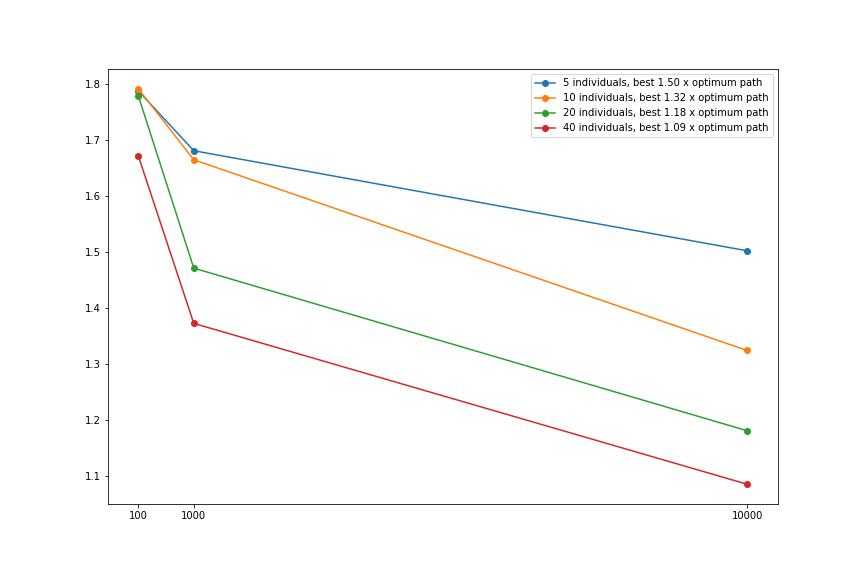 5 individuals, best 1.50 x optimum path
10 individuals, best 1.32 x optimum path
20 individuals, best 1.18 x optimum path
40 individuals, best 1.09 x optimum path
1.8
1.7
1.6
1.5
1.4
1.3
1.2
1.1
100 1000 10000